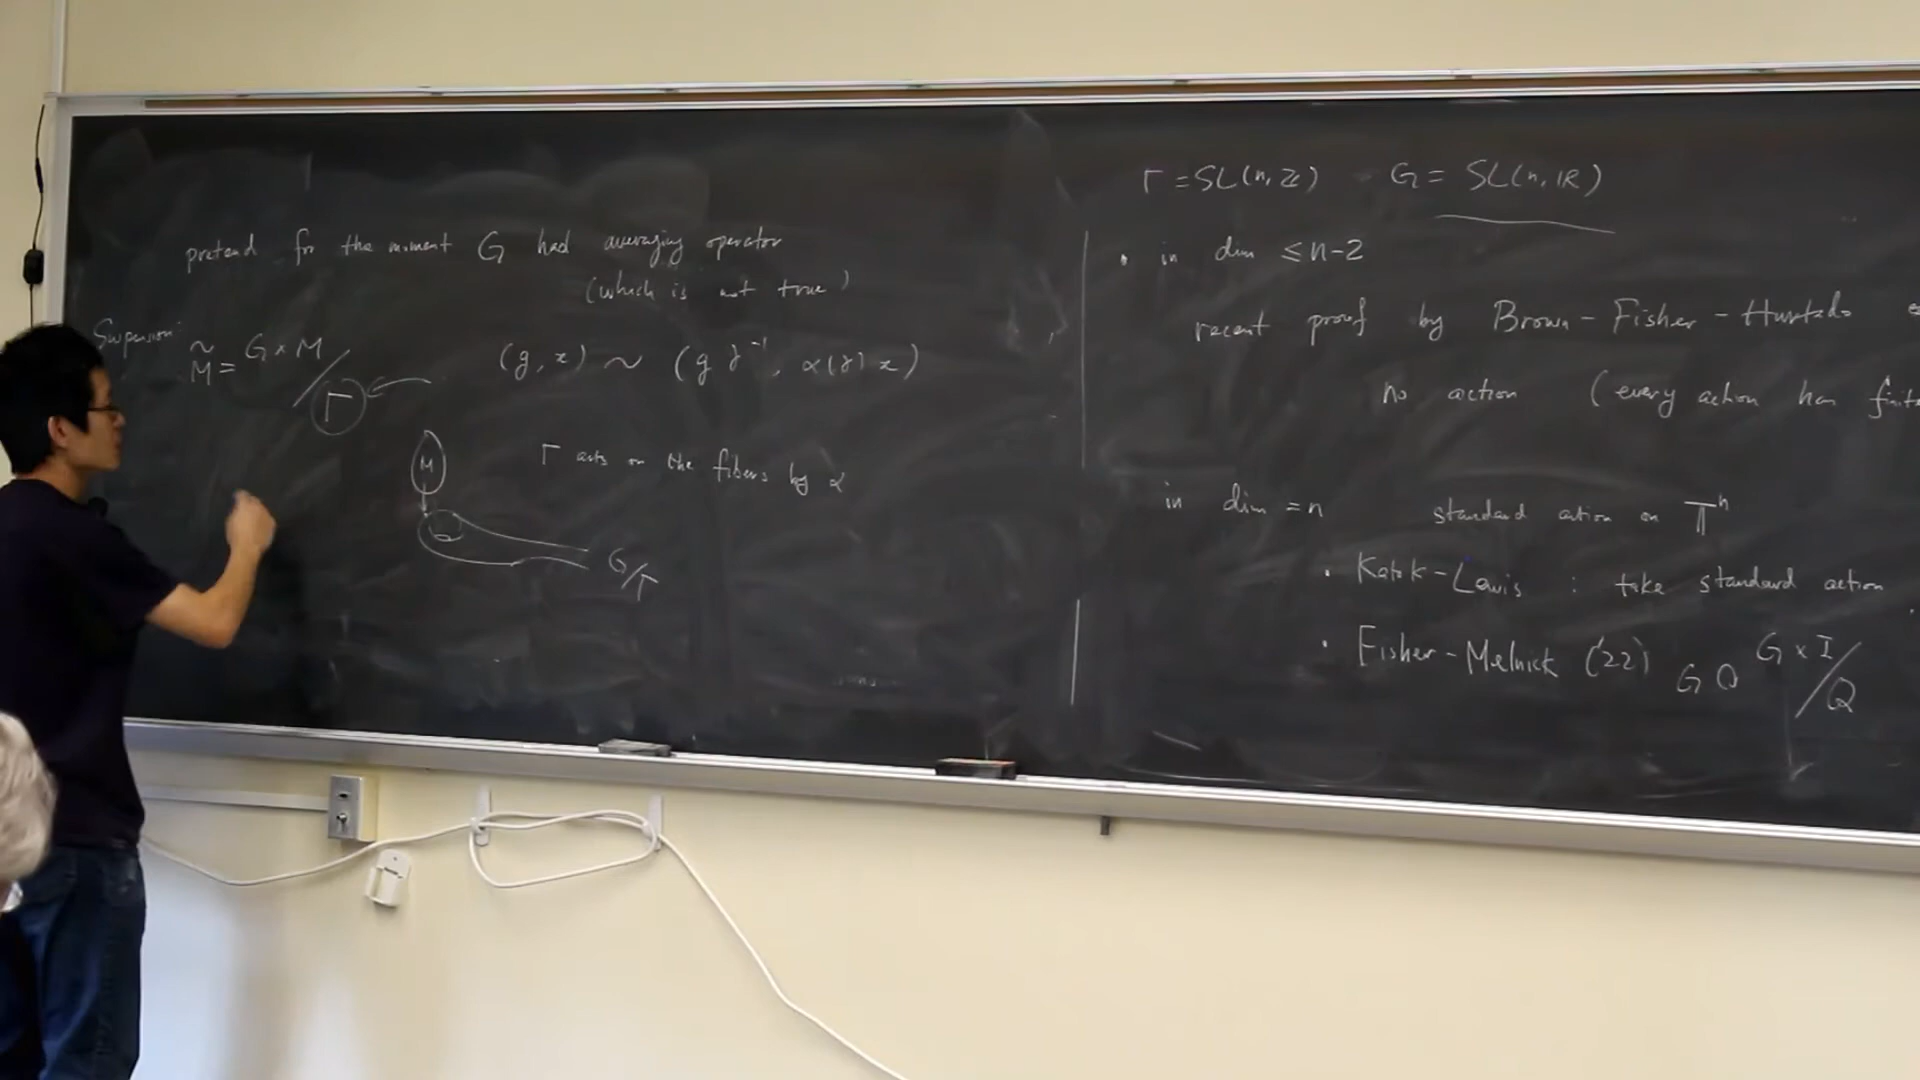 pretend for the moment G had averaging operator
(which is not true)
Suspension:
M̃ = G × M / Γ
(g, x) ~ (g γ⁻¹, α(γ) x)
M
Γ acts on the fibers by α
G/Γ
Γ = SL(n, ℤ) G = SL(n, ℝ)
• in dim ≤ n-2
recent proof by Brown - Fisher - Hurtado
no action (every action has finite
in dim = n standard action on 𝕋ⁿ
• Katok - Lewis : take standard action
• Fisher - Melnick ('22) G ↻ G × I / Q